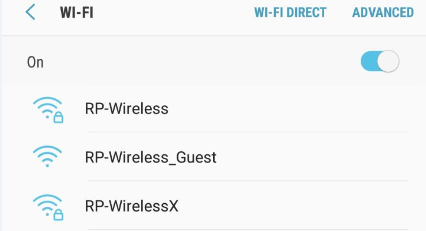 WI-FI WI-FI DIRECT ADVANCED
On
RP-Wireless
RP-Wireless_Guest
RP-WirelessX